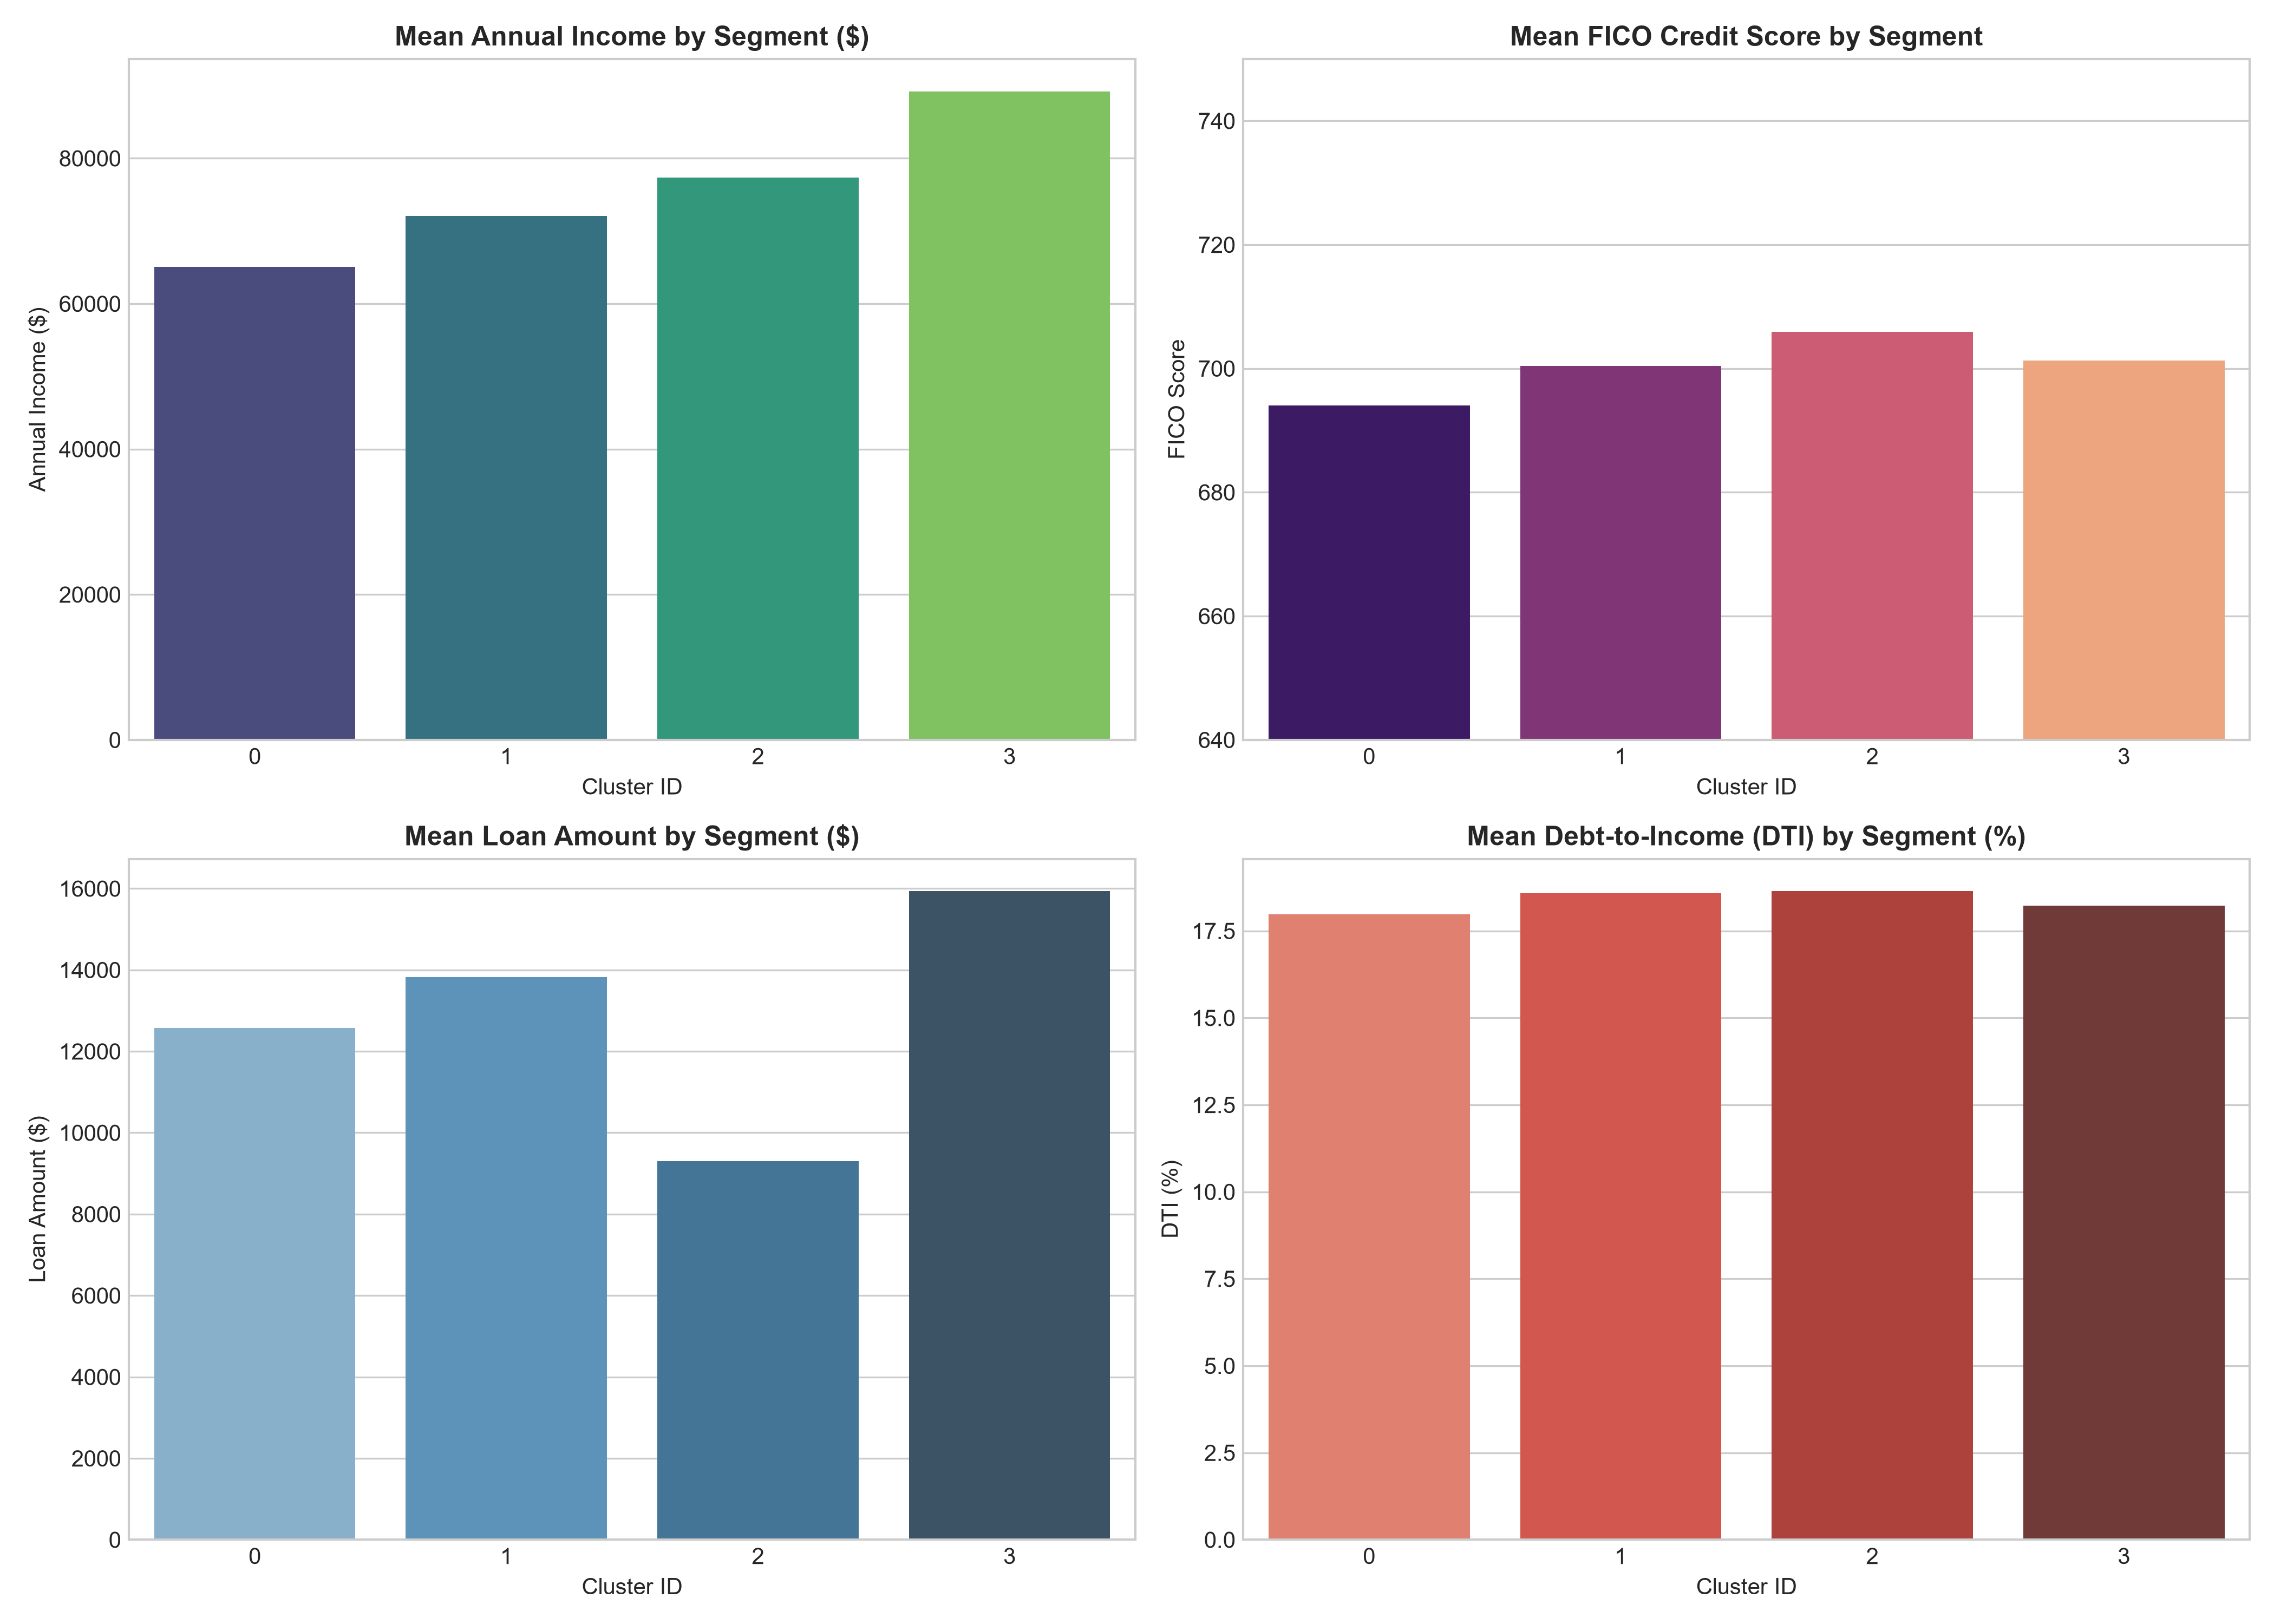 Mean Annual Income by Segment ($)
Annual Income ($)
80000
60000
40000
20000
0
0 1 2 3
Cluster ID
Mean FICO Credit Score by Segment
FICO Score
740
720
700
680
660
640
0 1 2 3
Cluster ID
Mean Loan Amount by Segment ($)
Loan Amount ($)
16000
14000
12000
10000
8000
6000
4000
2000
0
0 1 2 3
Cluster ID
Mean Debt-to-Income (DTI) by Segment (%)
DTI (%)
17.5
15.0
12.5
10.0
7.5
5.0
2.5
0.0
0 1 2 3
Cluster ID